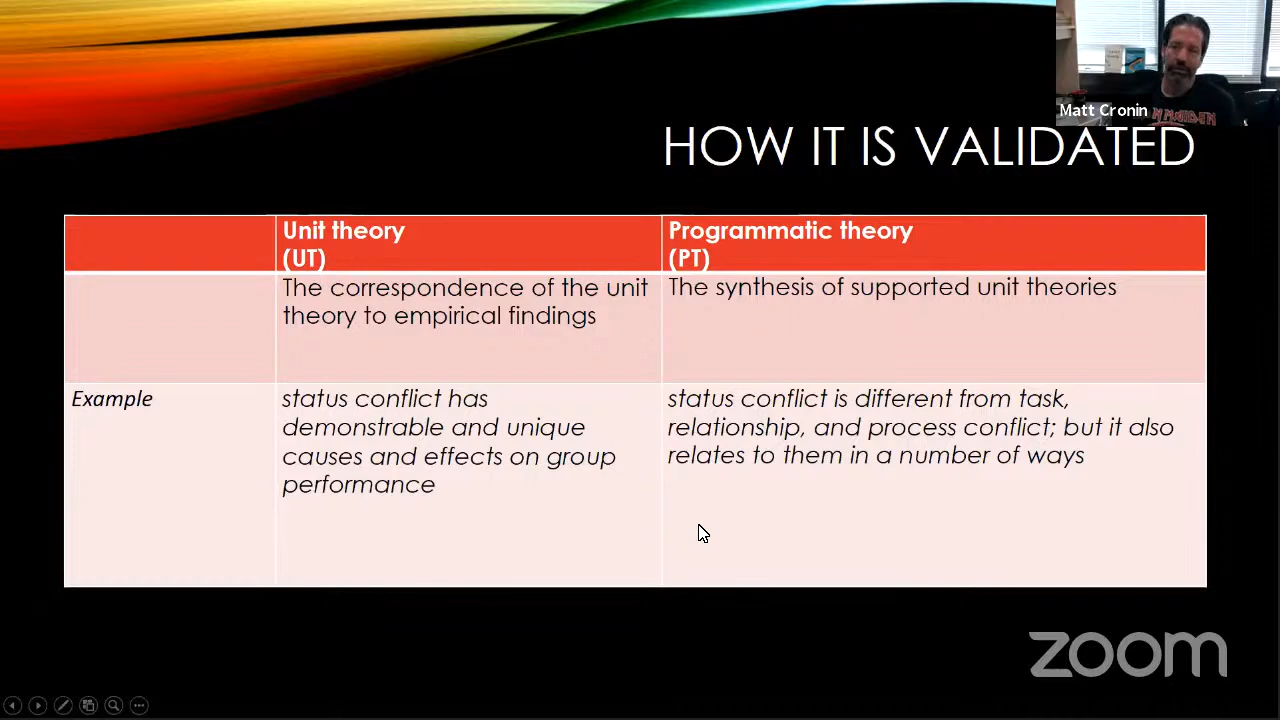 Matt Cronin
HOW IT IS VALIDATED
Unit theory
(UT)
Programmatic theory
(PT)
The correspondence of the unit
theory to empirical findings
The synthesis of supported unit theories
Example
status conflict has
demonstrable and unique
causes and effects on group
performance
status conflict is different from task,
relationship, and process conflict; but it also
relates to them in a number of ways
zoom